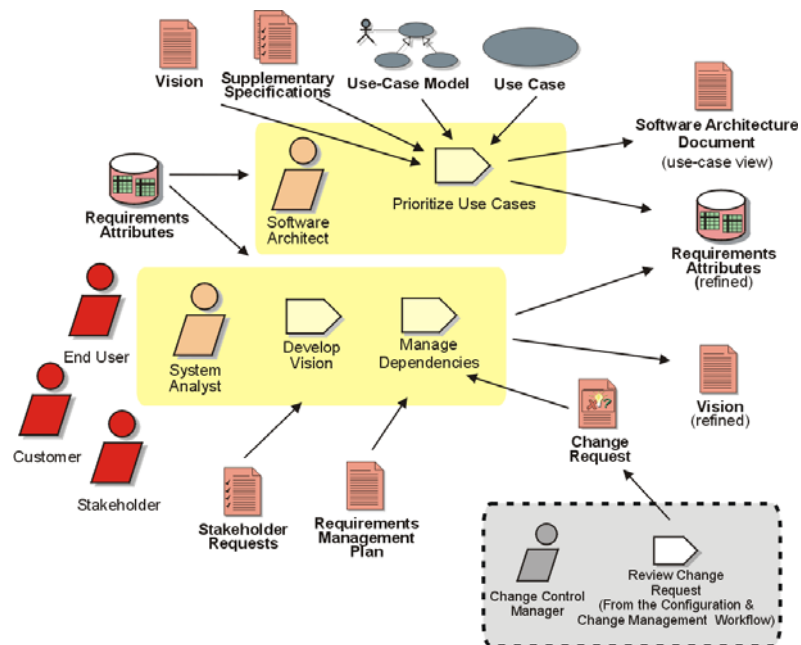 Vision
Supplementary
Specifications
Use-Case Model
Use Case
Software Architecture
Document
(use-case view)
Requirements
Attributes
Software
Architect
Prioritize Use Cases
Requirements
Attributes
(refined)
End User
System
Analyst
Develop
Vision
Manage
Dependencies
Vision
(refined)
Customer
Stakeholder
Change
Request
Stakeholder
Requests
Requirements
Management
Plan
Change Control
Manager
Review Change
Request
(From the Configuration &
Change Management Workflow)